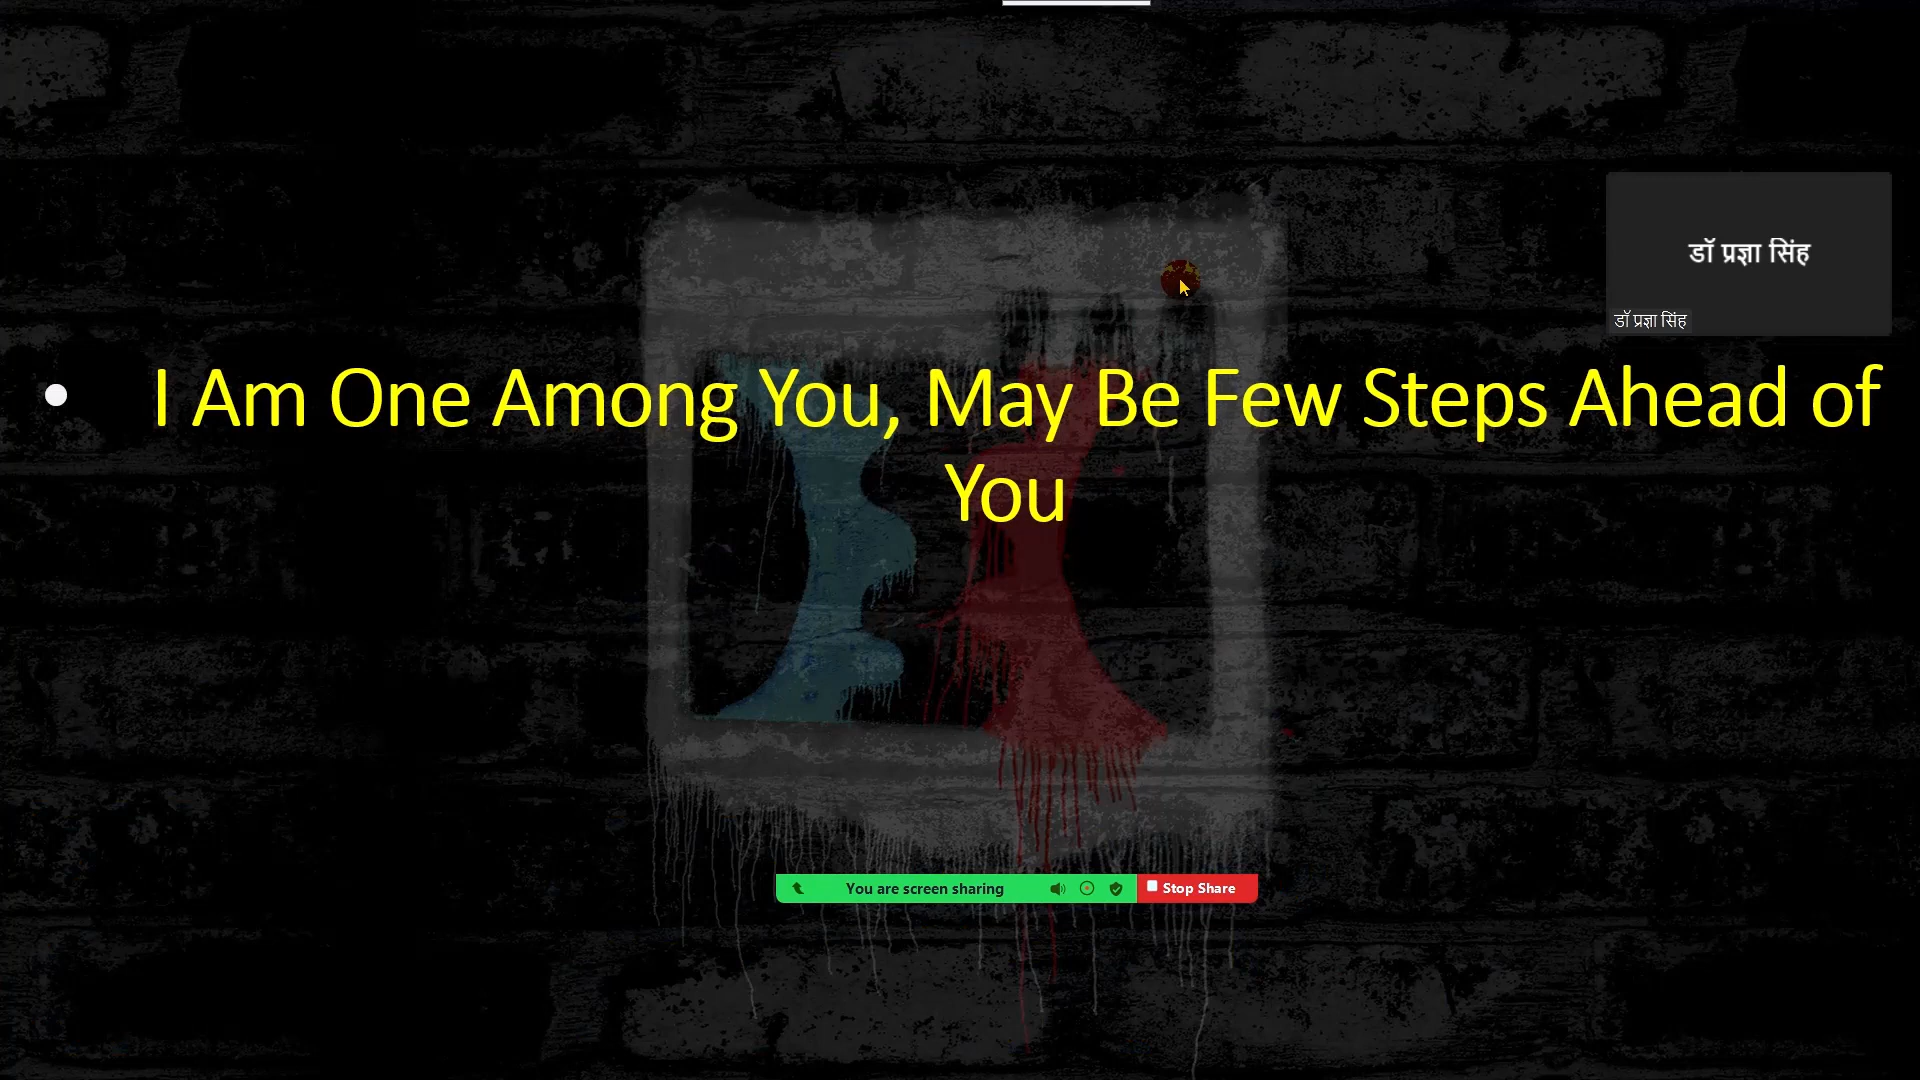 डॉ प्रज्ञा सिंह
डॉ प्रज्ञा सिंह
• I Am One Among You, May Be Few Steps Ahead of
You
You are screen sharing
Stop Share